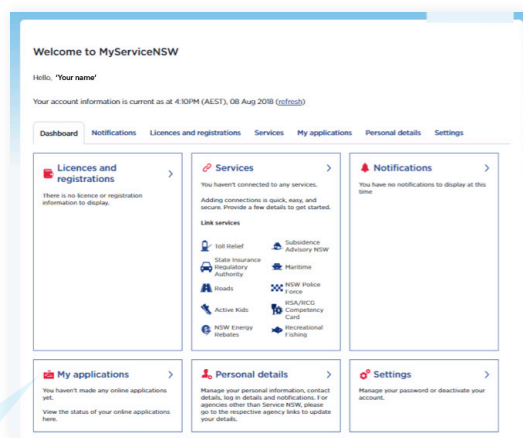 Welcome to MyServiceNSW
Hello, 'Your name'
Your account information is current as at 4:10PM (AEST), 08 Aug 2018 (refresh)
Dashboard Notifications Licences and registrations Services My applications Personal details Settings
Licences and
registrations
There is no licence or registration
information to display.
Services
You haven't connected to any services.
Adding connections is quick, easy, and
secure. Provide a few details to get started.
Link services
Toll Relief
Subsidence
Advisory NSW
State Insurance
Regulatory
Authority
Maritime
Roads
NSW Police
Force
Active Kids
RSA/RCG
Competency
Card
NSW Energy
Rebates
Recreational
Fishing
Notifications
You have no notifications to display at this
time
My applications
You haven't made any online applications
yet.
View the status of your online applications
here.
Personal details
Manage your personal information, contact
details, log in details and notifications. For
agencies other than Service NSW, please
go to the respective agency links to update
your details.
Settings
Manage your password or deactivate your
account.